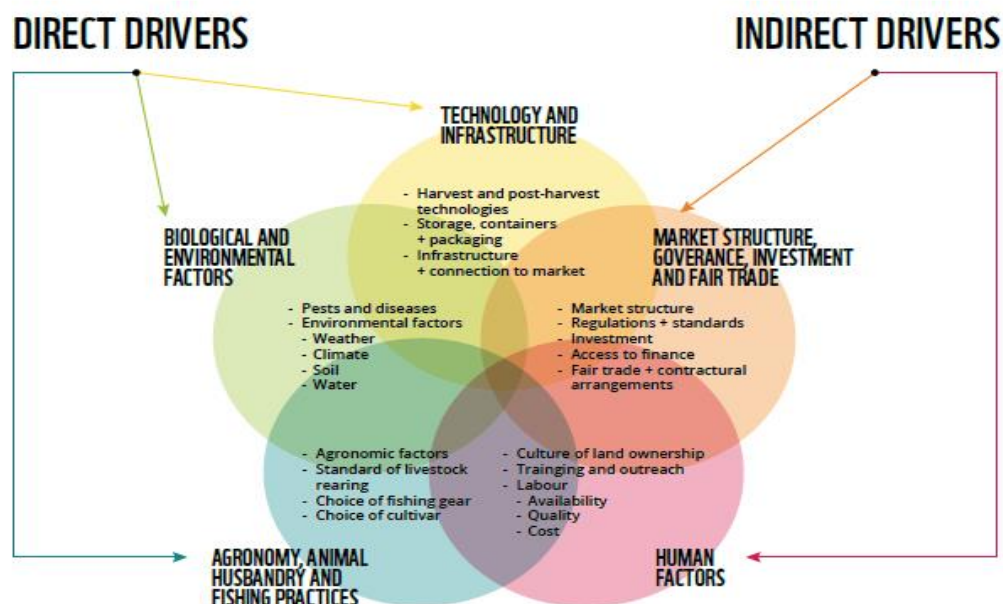 DIRECT DRIVERS
INDIRECT DRIVERS
TECHNOLOGY AND
INFRASTRUCTURE
- Harvest and post-harvest
technologies
- Storage, containers
+ packaging
- Infrastructure
+ connection to market
BIOLOGICAL AND
ENVIRONMENTAL
FACTORS
- Pests and diseases
- Environmental factors
- Weather
- Climate
- Soil
- Water
MARKET STRUCTURE,
GOVERANCE, INVESTMENT
AND FAIR TRADE
- Market structure
- Regulations + standards
- Investment
- Access to finance
- Fair trade + contractural
arrangements
- Agronomic factors
- Standard of livestock
rearing
- Choice of fishing gear
- Choice of cultivar
- Culture of land ownership
- Trainging and outreach
- Labour
- Availability
- Quality
- Cost
AGRONOMY, ANIMAL
HUSBANDRY AND
FISHING PRACTICES
HUMAN
FACTORS